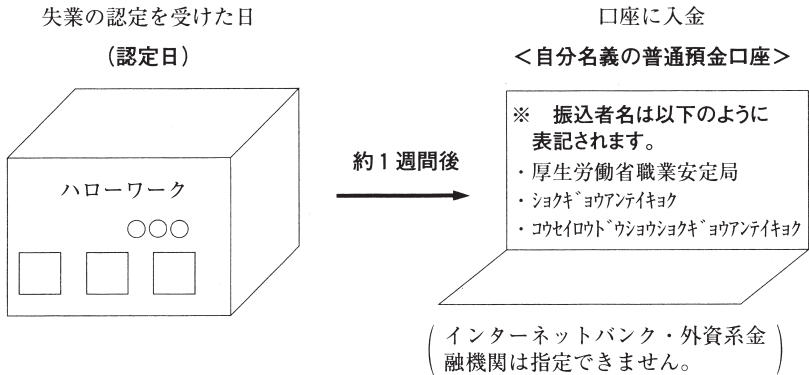 失業の認定を受けた日
（認定日）
ハローワーク
○○○
約１週間後
口座に入金
＜自分名義の普通預金口座＞
※　振込者名は以下のように
表記されます。
・厚生労働省職業安定局
・ｼｮｸｷﾞｮｳｱﾝﾃｲｷｮｸ
・ｺｳｾｲﾛｳﾄﾞｳｼｮｳｼｮｸｷﾞｮｳｱﾝﾃｲｷｮｸ
（インターネットバンク・外資系金
融機関は指定できません。）